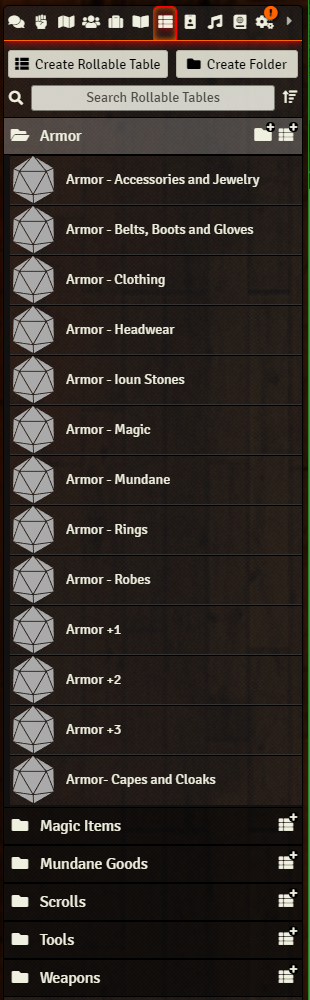 !
Create Rollable Table
Create Folder
Search Rollable Tables
Armor
Armor - Accessories and Jewelry
Armor - Belts, Boots and Gloves
Armor - Clothing
Armor - Headwear
Armor - Ioun Stones
Armor - Magic
Armor - Mundane
Armor - Rings
Armor - Robes
Armor +1
Armor +2
Armor +3
Armor- Capes and Cloaks
Magic Items
Mundane Goods
Scrolls
Tools
Weapons